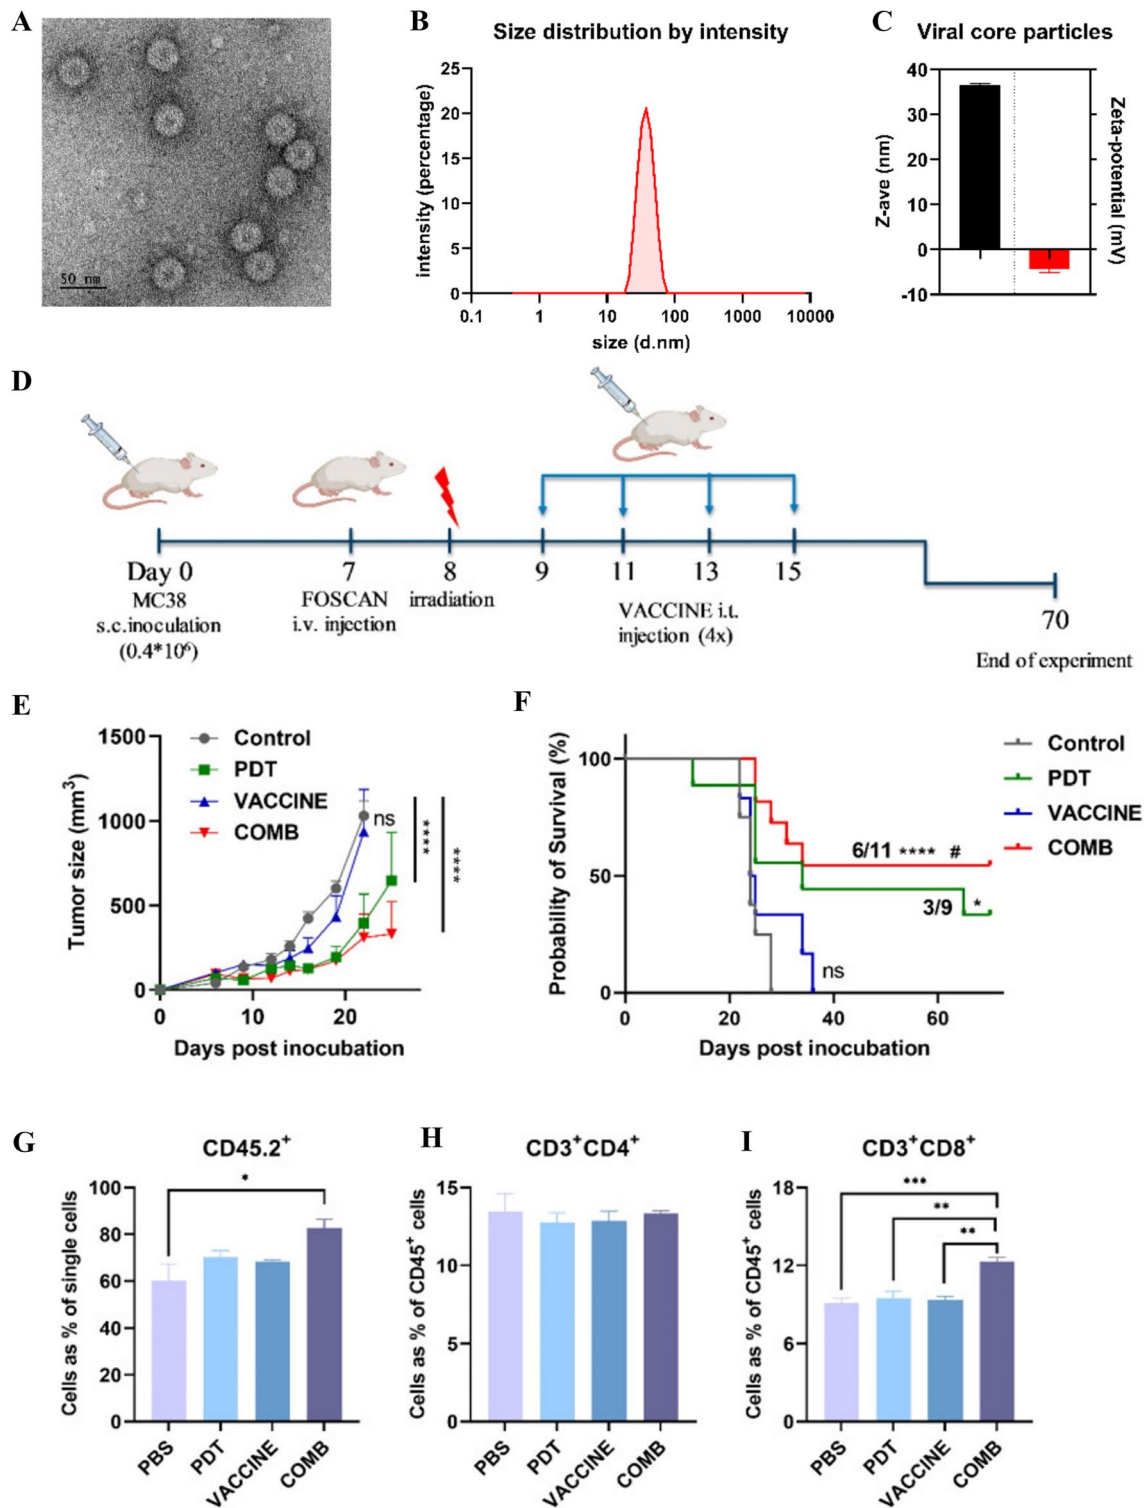 A
50 nm
B
Size distribution by intensity
intensity (percentage)
25
20
15
10
5
0
0.1 1 10 100 1000 10000
size (d.nm)
C
Viral core particles
Z-ave (nm)
40
30
20
10
0
-10
Zeta-potential (mV)
D
Day 0 7 8 9 11 13 15
MC38
s.c.inoculation
(0.4*10⁶)
FOSCAN
i.v. injection
irradiation
VACCINE i.t.
injection (4x)
70
End of experiment
E
Tumor size (mm³)
1500
1000
500
0
Control
PDT
VACCINE
COMB
ns
****
****
0 10 20
Days post inocubation
F
Probability of Survival (%)
100
50
0
6/11 **** #
3/9 *
ns
Control
PDT
VACCINE
COMB
0 20 40 60
Days post inocubation
G
CD45.2⁺
Cells as % of single cells
100
80
60
40
20
0
*
PBS PDT VACCINE COMB
H
CD3⁺CD4⁺
Cells as % of CD45⁺ cells
15
10
5
0
PBS PDT VACCINE COMB
I
CD3⁺CD8⁺
Cells as % of CD45⁺ cells
18
12
6
0
***
**
**
PBS PDT VACCINE COMB